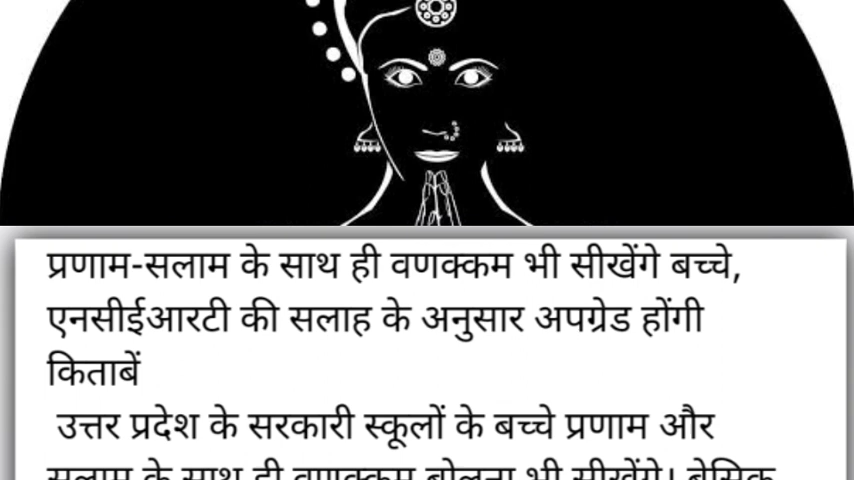 प्रणाम-सलाम के साथ ही वणक्कम भी सीखेंगे बच्चे,
एनसीईआरटी की सलाह के अनुसार अपग्रेड होंगी
किताबें
उत्तर प्रदेश के सरकारी स्कूलों के बच्चे प्रणाम और
सलाम के साथ ही वणक्कम बोलना भी सीखेंगे। बेसिक